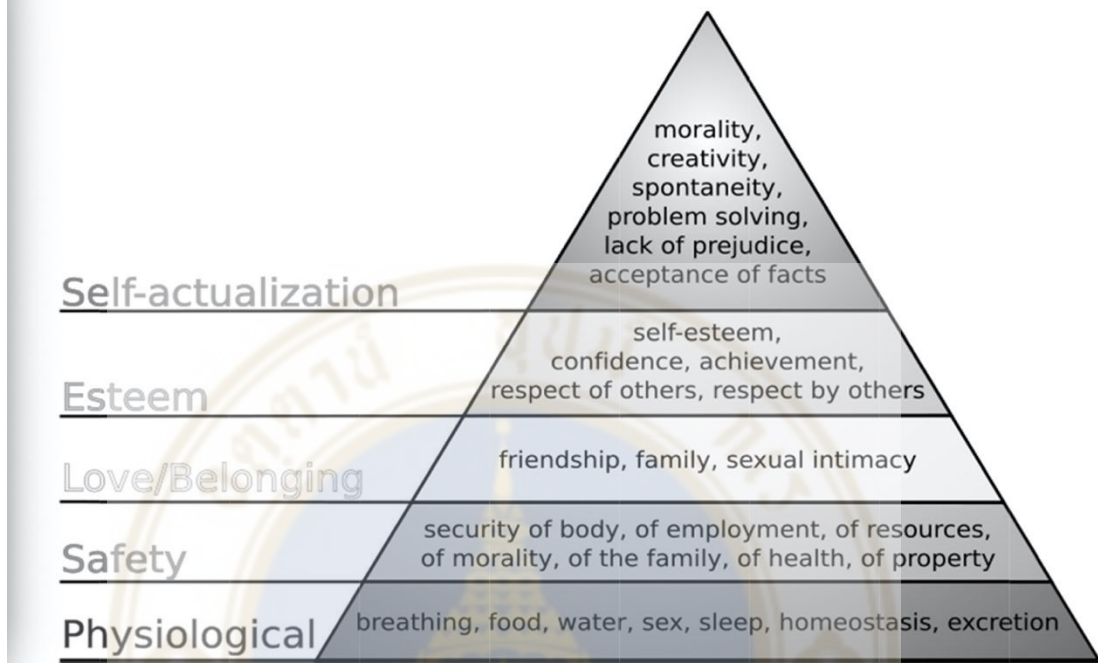 morality,
creativity,
spontaneity,
problem solving,
lack of prejudice,
acceptance of facts
Self-actualization
self-esteem,
confidence, achievement,
respect of others, respect by others
Esteem
friendship, family, sexual intimacy
Love/Belonging
security of body, of employment, of resources,
of morality, of the family, of health, of property
Safety
breathing, food, water, sex, sleep, homeostasis, excretion
Physiological